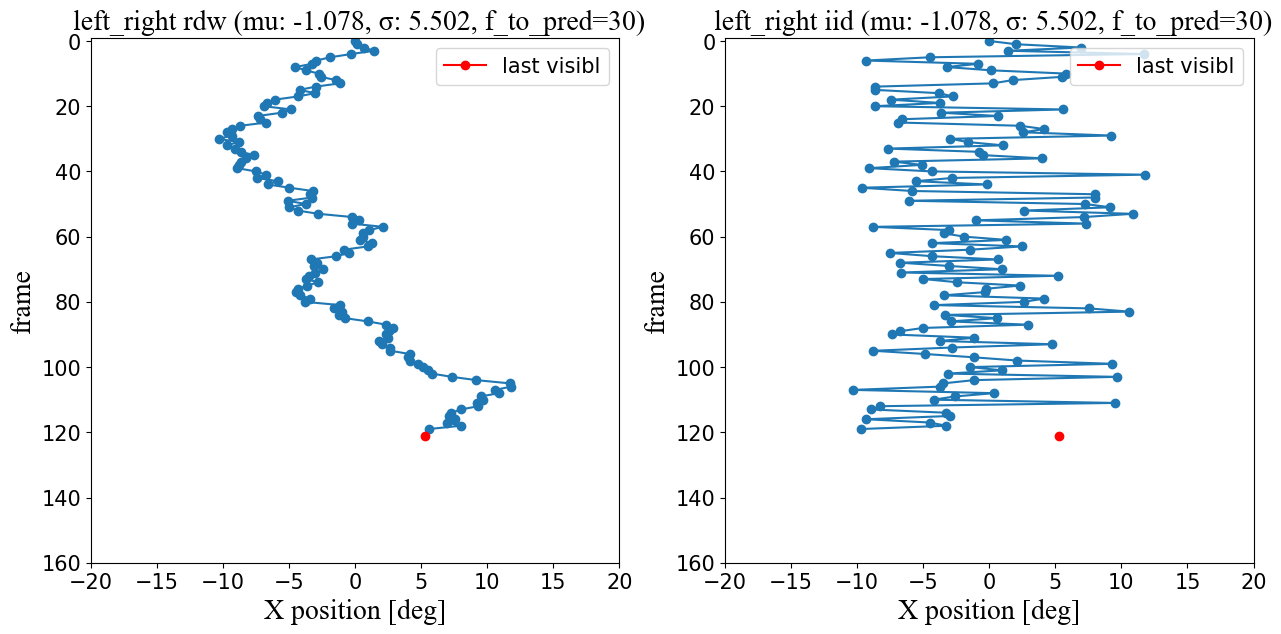 left_right rdw (mu: -1.078, σ: 5.502, f_to_pred=30)
last visibl
0
20
40
60
80
100
120
140
160
frame
−20 −15 −10 −5 0 5 10 15 20
X position [deg]
left_right iid (mu: -1.078, σ: 5.502, f_to_pred=30)
last visibl
0
20
40
60
80
100
120
140
160
frame
−20 −15 −10 −5 0 5 10 15 20
X position [deg]